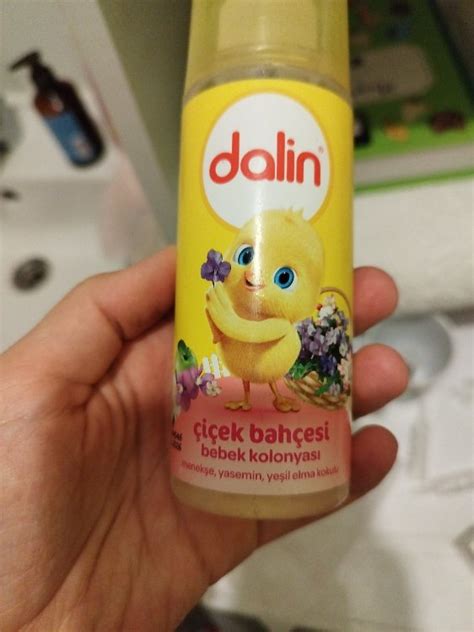 dalin
çiçek bahçesi
bebek kolonyası
menekşe, yasemin, yeşil elma kokulu